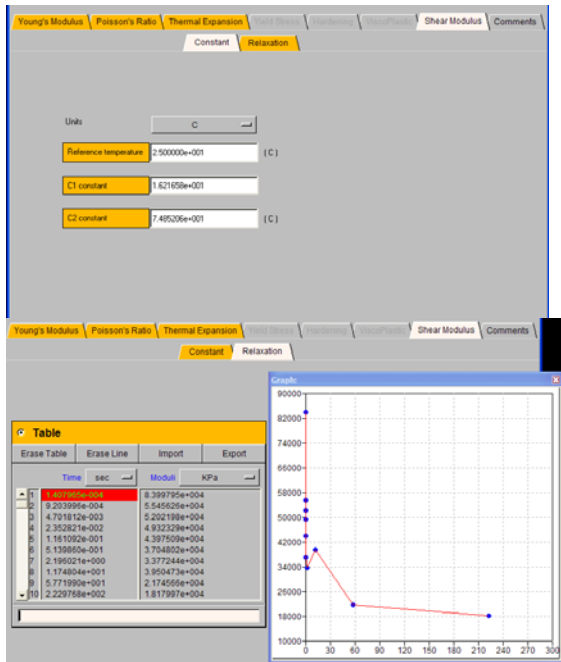 Young's Modulus Poisson's Ratio Thermal Expansion Yield Stress Hardening ViscoPlastic Shear Modulus Comments
Constant Relaxation
Units C
Reference temperature 2.500000e+001 (C)
C1 constant 1.621658e+001
C2 constant 7.485206e+001 (C)
Young's Modulus Poisson's Ratio Thermal Expansion Yield Stress Hardening ViscoPlastic Shear Modulus Comments
Constant Relaxation
Graph:
Table
Erase Table Erase Line Import Export
Time sec Moduli KPa
1 1.407965e-004 8.399795e+004
2 9.203996e-004 5.545626e+004
3 4.701812e-003 5.202198e+004
4 2.352821e-002 4.932329e+004
5 1.161092e-001 4.397509e+004
6 5.139860e-001 3.704802e+004
7 2.196021e+000 3.377244e+004
8 1.174804e+001 3.950473e+004
9 5.771990e+001 2.174566e+004
10 2.229768e+002 1.817997e+004
90000
82000
74000
66000
58000
50000
42000
34000
26000
18000
10000
0 30 60 90 120 150 180 210 240 270 300